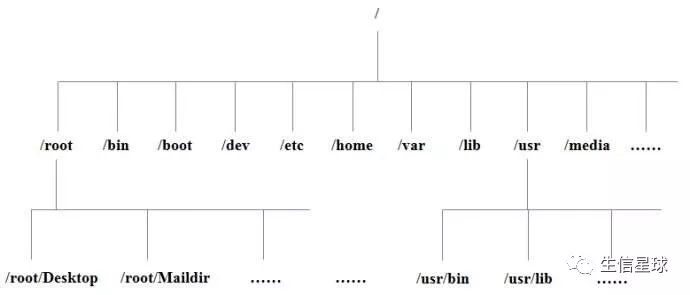 /
/root /bin /boot /dev /etc /home /var /lib /usr /media ……
/root/Desktop /root/Maildir …… …… /usr/bin /usr/lib ……
生信星球